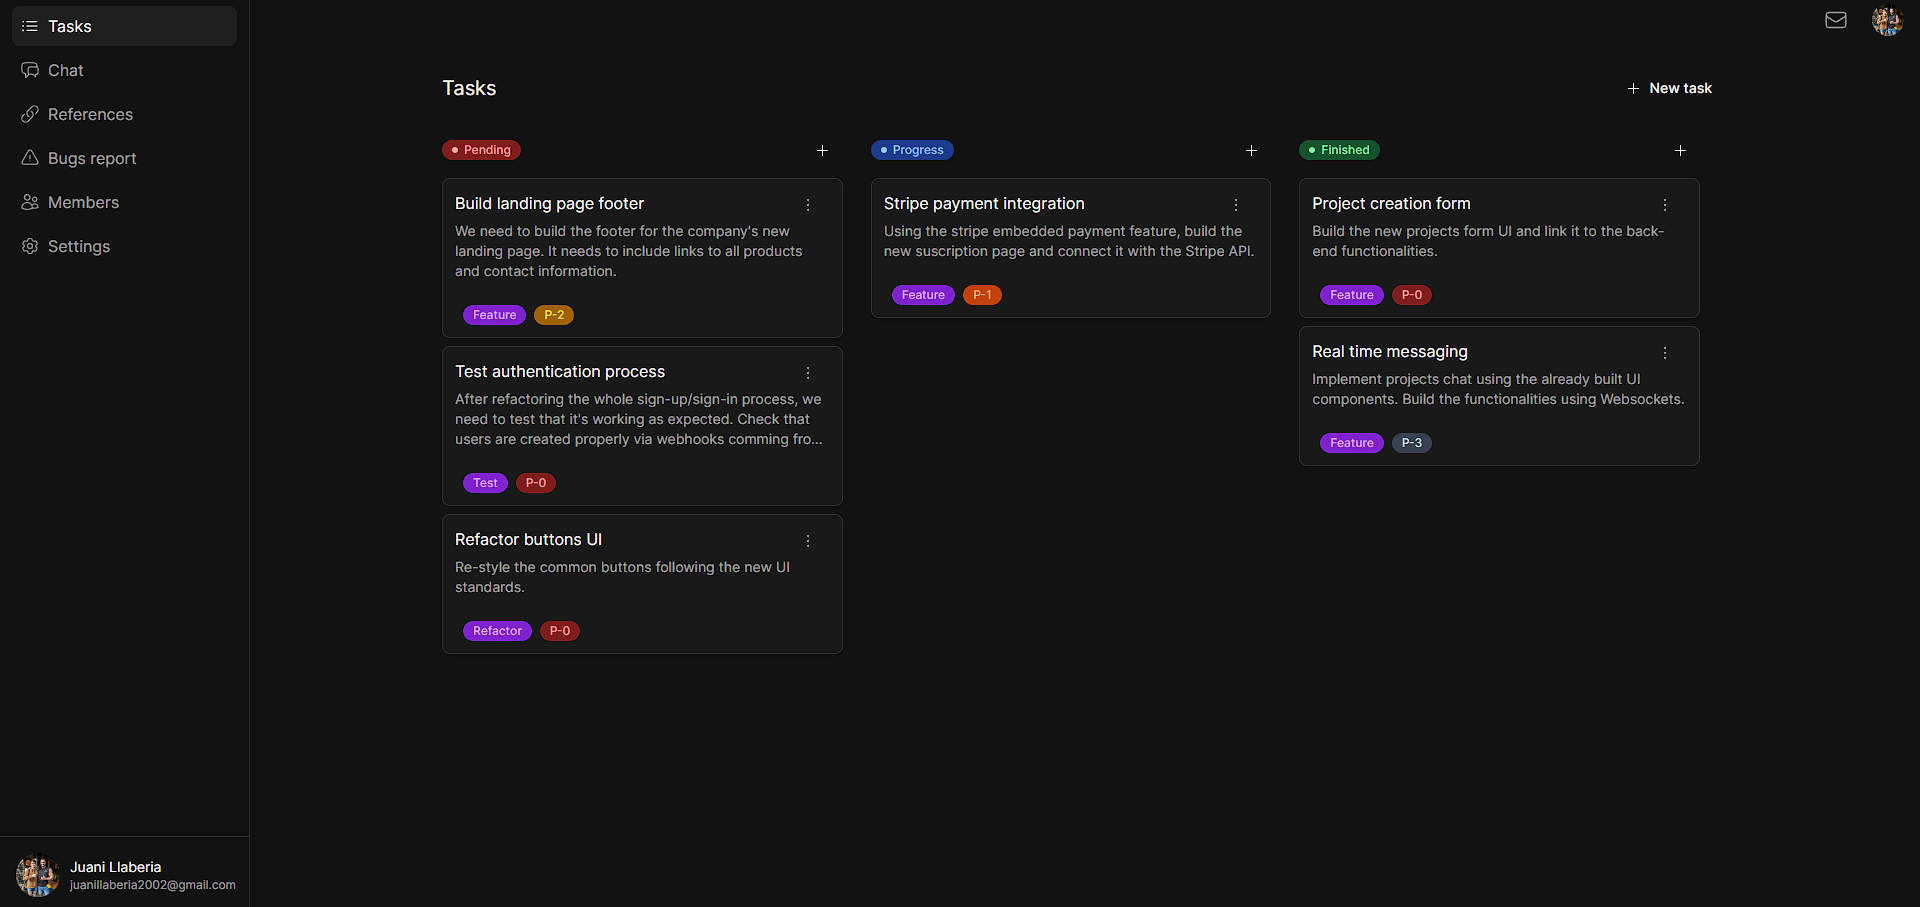 Tasks
Chat
References
Bugs report
Members
Settings
Juani Llaberia
juanillaberia2002@gmail.com
Tasks
New task
Pending
Build landing page footer
We need to build the footer for the company's new
landing page. It needs to include links to all products
and contact information.
Feature P-2
Test authentication process
After refactoring the whole sign-up/sign-in process, we
need to test that it's working as expected. Check that
users are created properly via webhooks comming fro...
Test P-0
Refactor buttons UI
Re-style the common buttons following the new UI
standards.
Refactor P-0
Progress
Stripe payment integration
Using the stripe embedded payment feature, build the
new suscription page and connect it with the Stripe API.
Feature P-1
Finished
Project creation form
Build the new projects form UI and link it to the back-
end functionalities.
Feature P-0
Real time messaging
Implement projects chat using the already built UI
components. Build the functionalities using Websockets.
Feature P-3